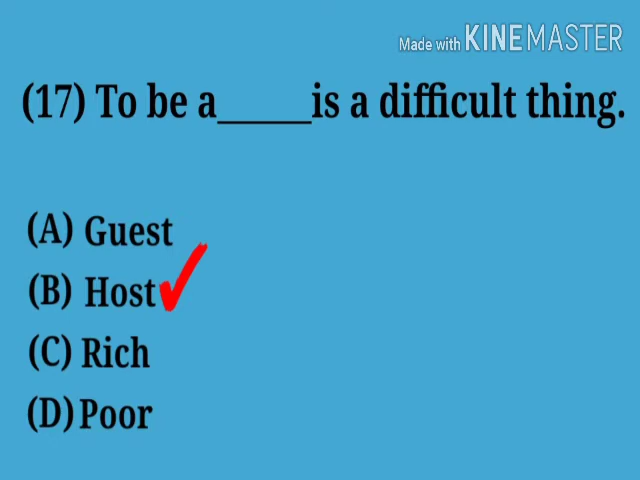 Made with KINEMASTER
(17) To be a_____is a difficult thing.
(A) Guest
(B) Host
(C) Rich
(D) Poor